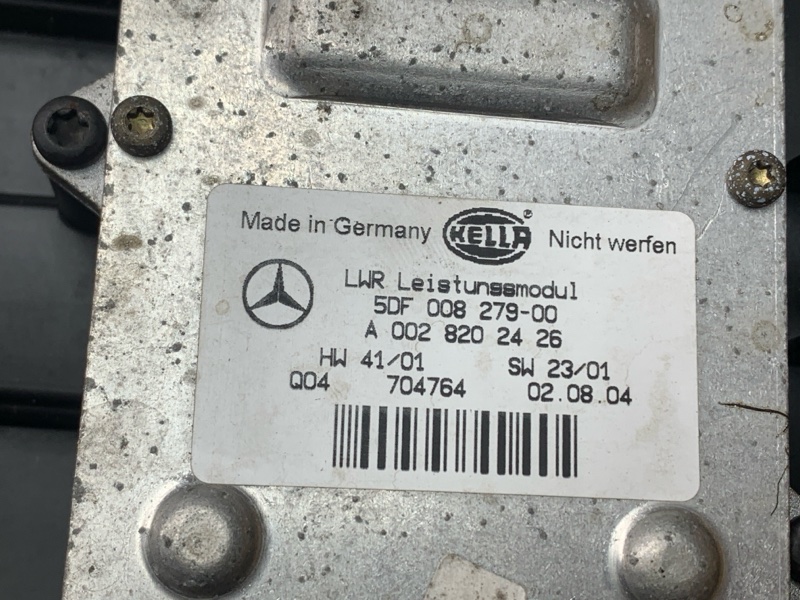 Made in Germany HELLA ® Nicht werfen
LWR Leistungsmodul
5DF 008 279-00
A 002 820 24 26
HW 41/01 SW 23/01
Q04 704764 02.08.04